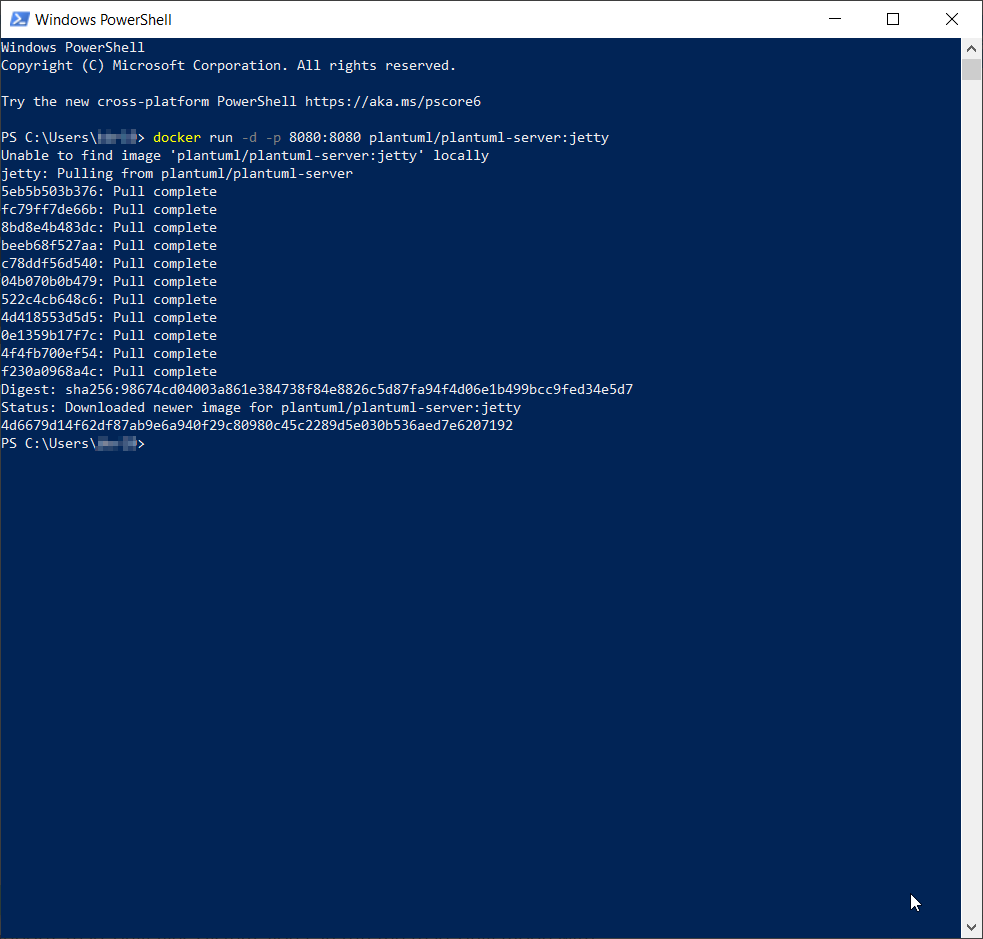 Windows PowerShell
Windows PowerShell
Copyright (C) Microsoft Corporation. All rights reserved.
Try the new cross-platform PowerShell https://aka.ms/pscore6
PS C:\Users\> docker run -d -p 8080:8080 plantuml/plantuml-server:jetty
Unable to find image 'plantuml/plantuml-server:jetty' locally
jetty: Pulling from plantuml/plantuml-server
5eb5b503b376: Pull complete
fc79ff7de66b: Pull complete
8bd8e4b483dc: Pull complete
beeb68f527aa: Pull complete
c78ddf56d540: Pull complete
04b070b0b479: Pull complete
522c4cb648c6: Pull complete
4d418553d5d5: Pull complete
0e1359b17f7c: Pull complete
4f4fb700ef54: Pull complete
f230a0968a4c: Pull complete
Digest: sha256:98674cd04003a861e384738f84e8826c5d87fa94f4d06e1b499bcc9fed34e5d7
Status: Downloaded newer image for plantuml/plantuml-server:jetty
4d6679d14f62df87ab9e6a940f29c80980c45c2289d5e030b536aed7e6207192
PS C:\Users\>